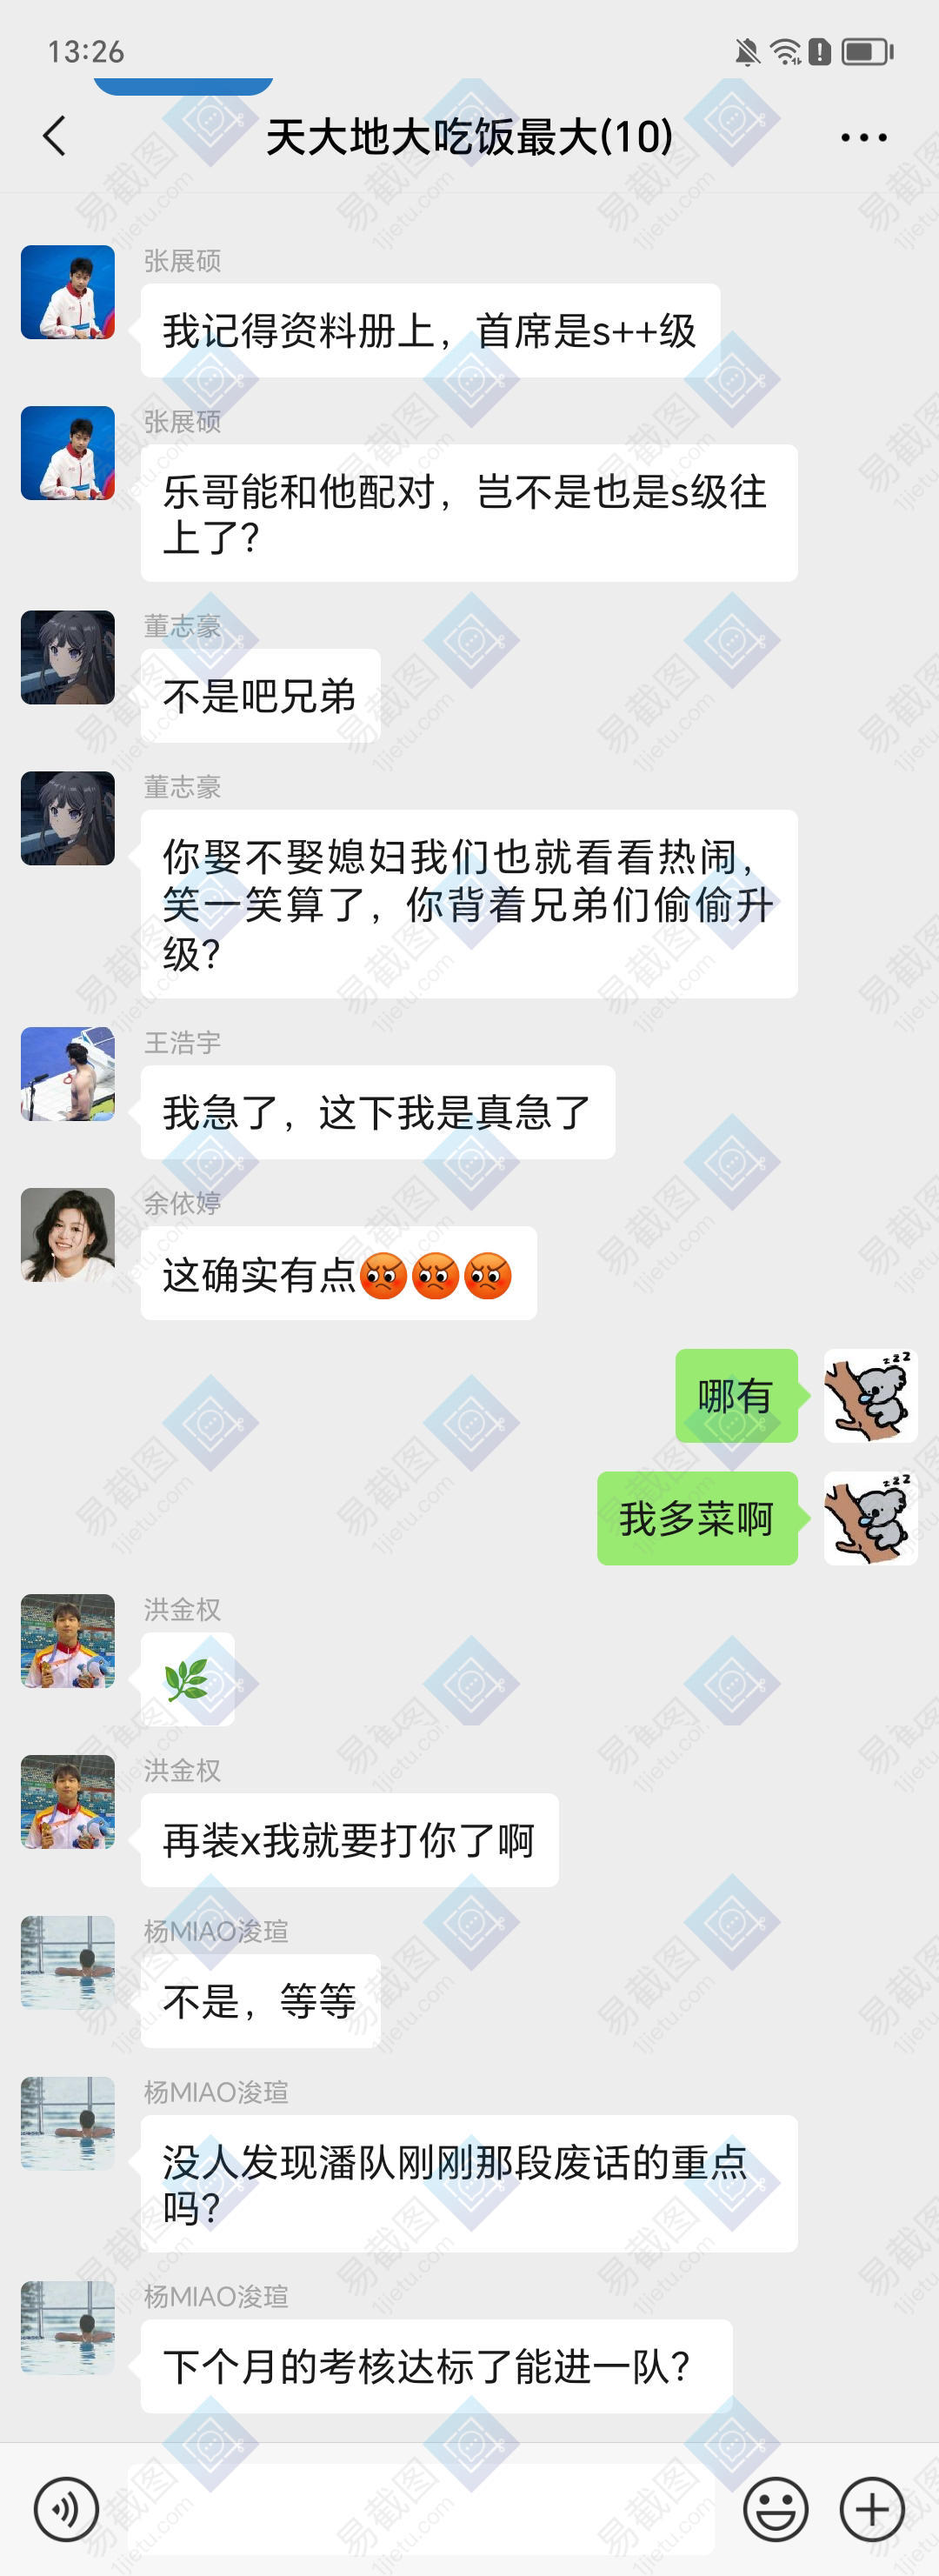 13:26
天大地大吃饭最大(10)
张展硕
我记得资料册上，首席是s++级
张展硕
乐哥能和他配对，岂不是也是s级往
上了？
董志豪
不是吧兄弟
董志豪
你娶不娶媳妇我们也就看看热闹，
笑一笑算了，你背着兄弟们偷偷升
级？
王浩宇
我急了，这下我是真急了
余依婷
这确实有点😡😡😡
哪有
我多菜啊
洪金权
🌿
洪金权
再装x我就要打你了啊
杨MIAO浚瑄
不是，等等
杨MIAO浚瑄
没人发现潘队刚刚那段废话的重点
吗？
杨MIAO浚瑄
下个月的考核达标了能进一队？
易截图
1jietu.com